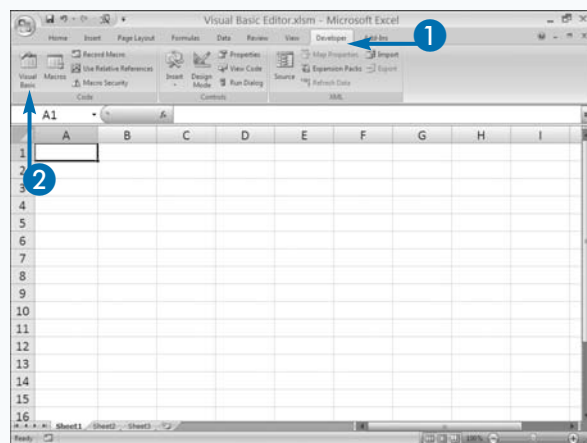 Visual Basic Editor.xlsm - Microsoft Excel
Home Insert Page Layout Formulas Data Review View Developer Add-Ins
1
Visual Basic
Macros
Record Macro
Use Relative References
Macro Security
Code
Insert
Design Mode
Properties
View Code
Run Dialog
Controls
Source
Map Properties
Expansion Packs
Refresh Data
Import
Export
XML
2
A1
fx
A B C D E F G H I
1
2
3
4
5
6
7
8
9
10
11
12
13
14
15
16
Sheet1 Sheet2 Sheet3
Ready
100%